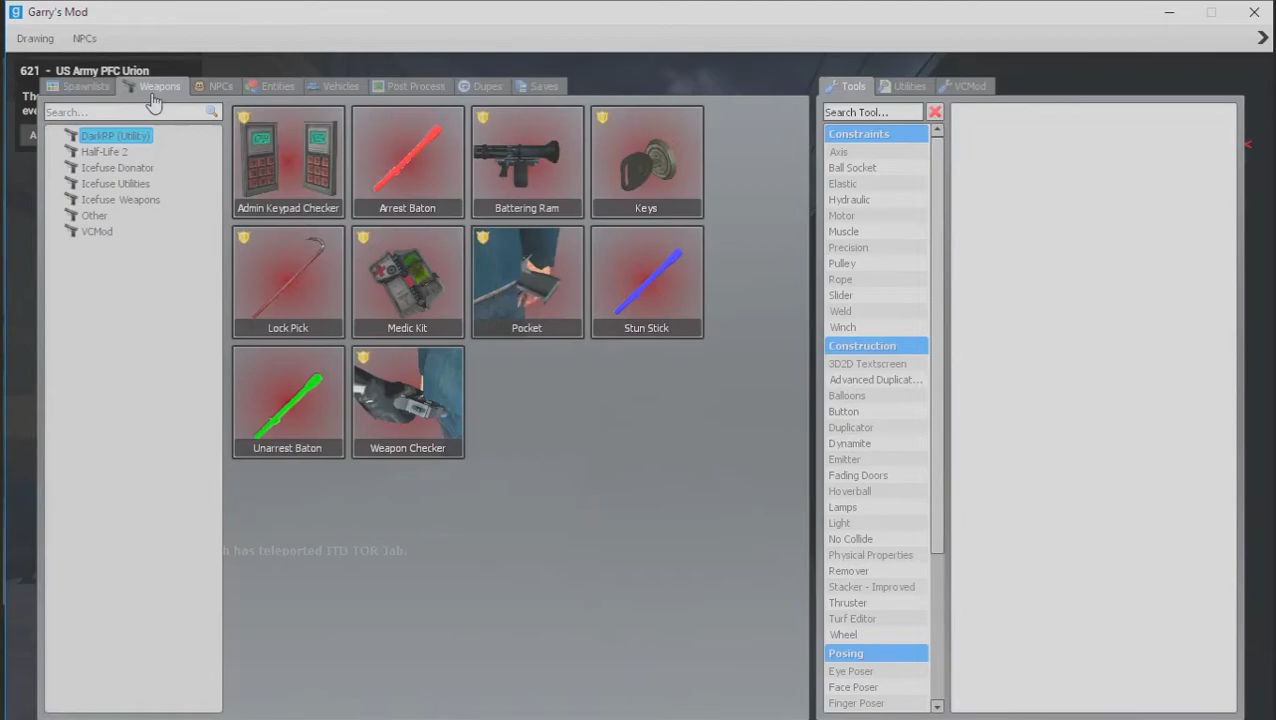 Garry's Mod
Drawing NPCs
621 - US Army PFC Urion
Spawnlists Weapons NPCs Entities Vehicles Post Process Dupes Saves
Search...
DarkRP (Utility)
Half-Life 2
Icefuse Donator
Icefuse Utilities
Icefuse Weapons
Other
VCMod
Admin Keypad Checker Arrest Baton Battering Ram Keys
Lock Pick Medic Kit Pocket Stun Stick
Unarrest Baton Weapon Checker
h has teleported ITD TOR Jab.
Tools Utilities VCMod
Search Tool...
Constraints
Axis
Ball Socket
Elastic
Hydraulic
Motor
Muscle
Precision
Pulley
Rope
Slider
Weld
Winch
Construction
3D2D Textscreen
Advanced Duplicat...
Balloons
Button
Duplicator
Dynamite
Emitter
Fading Doors
Hoverball
Lamps
Light
No Collide
Physical Properties
Remover
Stacker - Improved
Thruster
Turf Editor
Wheel
Posing
Eye Poser
Face Poser
Finger Poser